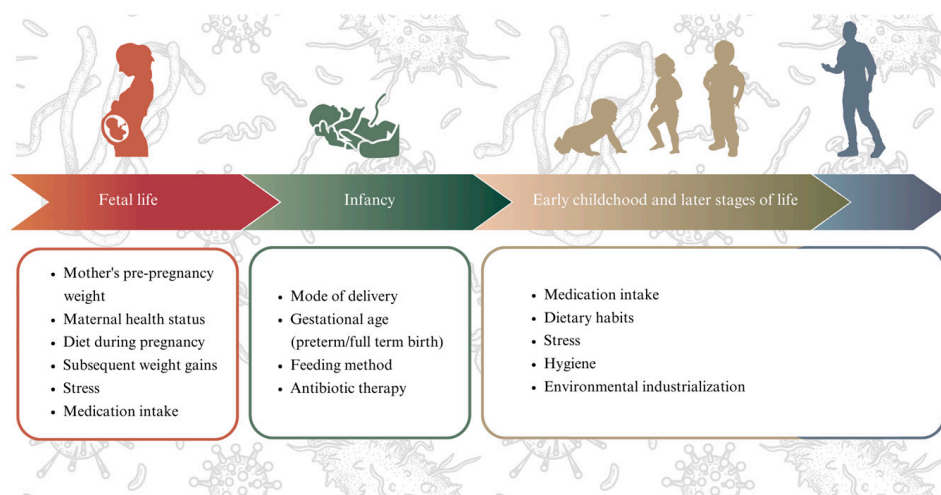 Fetal life
Infancy
Early childchood and later stages of life
• Mother's pre-pregnancy
weight
• Maternal health status
• Diet during pregnancy
• Subsequent weight gains
• Stress
• Medication intake
• Mode of delivery
• Gestational age
(preterm/full term birth)
• Feeding method
• Antibiotic therapy
• Medication intake
• Dietary habits
• Stress
• Hygiene
• Environmental industrialization